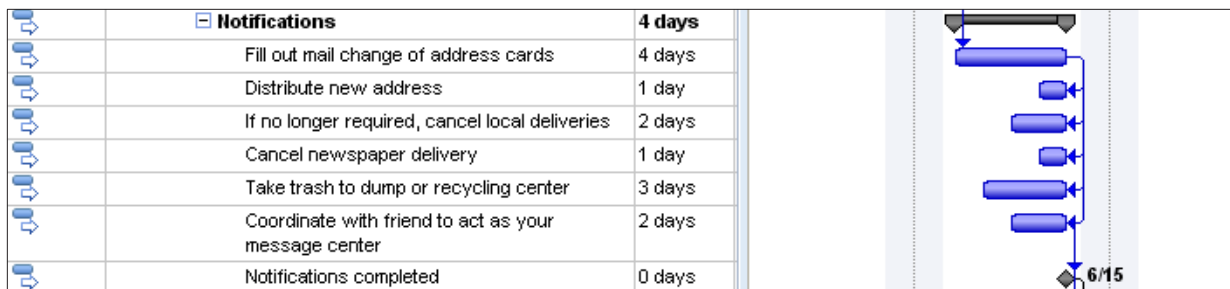 Notifications 4 days
Fill out mail change of address cards 4 days
Distribute new address 1 day
If no longer required, cancel local deliveries 2 days
Cancel newspaper delivery 1 day
Take trash to dump or recycling center 3 days
Coordinate with friend to act as your 2 days
message center
Notifications completed 0 days 6/15